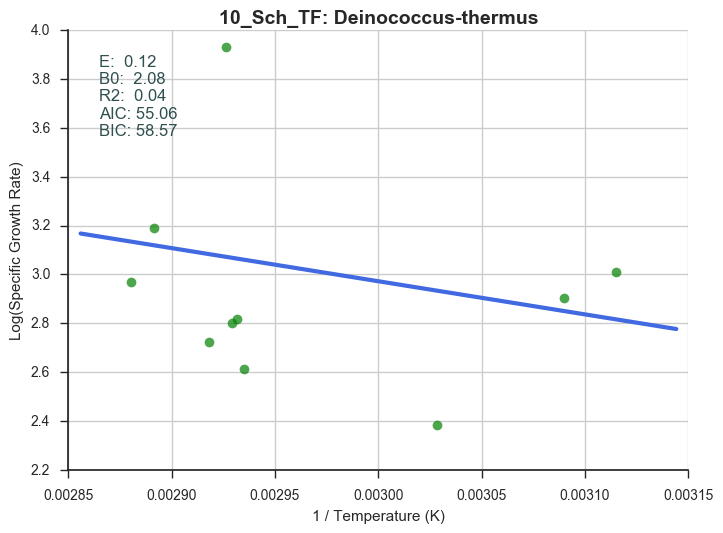 10_Sch_TF: Deinococcus-thermus
E:  0.12
B0:  2.08
R2:  0.04
AIC: 55.06
BIC: 58.57
Log(Specific Growth Rate)
4.0
3.8
3.6
3.4
3.2
3.0
2.8
2.6
2.4
2.2
0.00285 0.00290 0.00295 0.00300 0.00305 0.00310 0.00315
1 / Temperature (K)